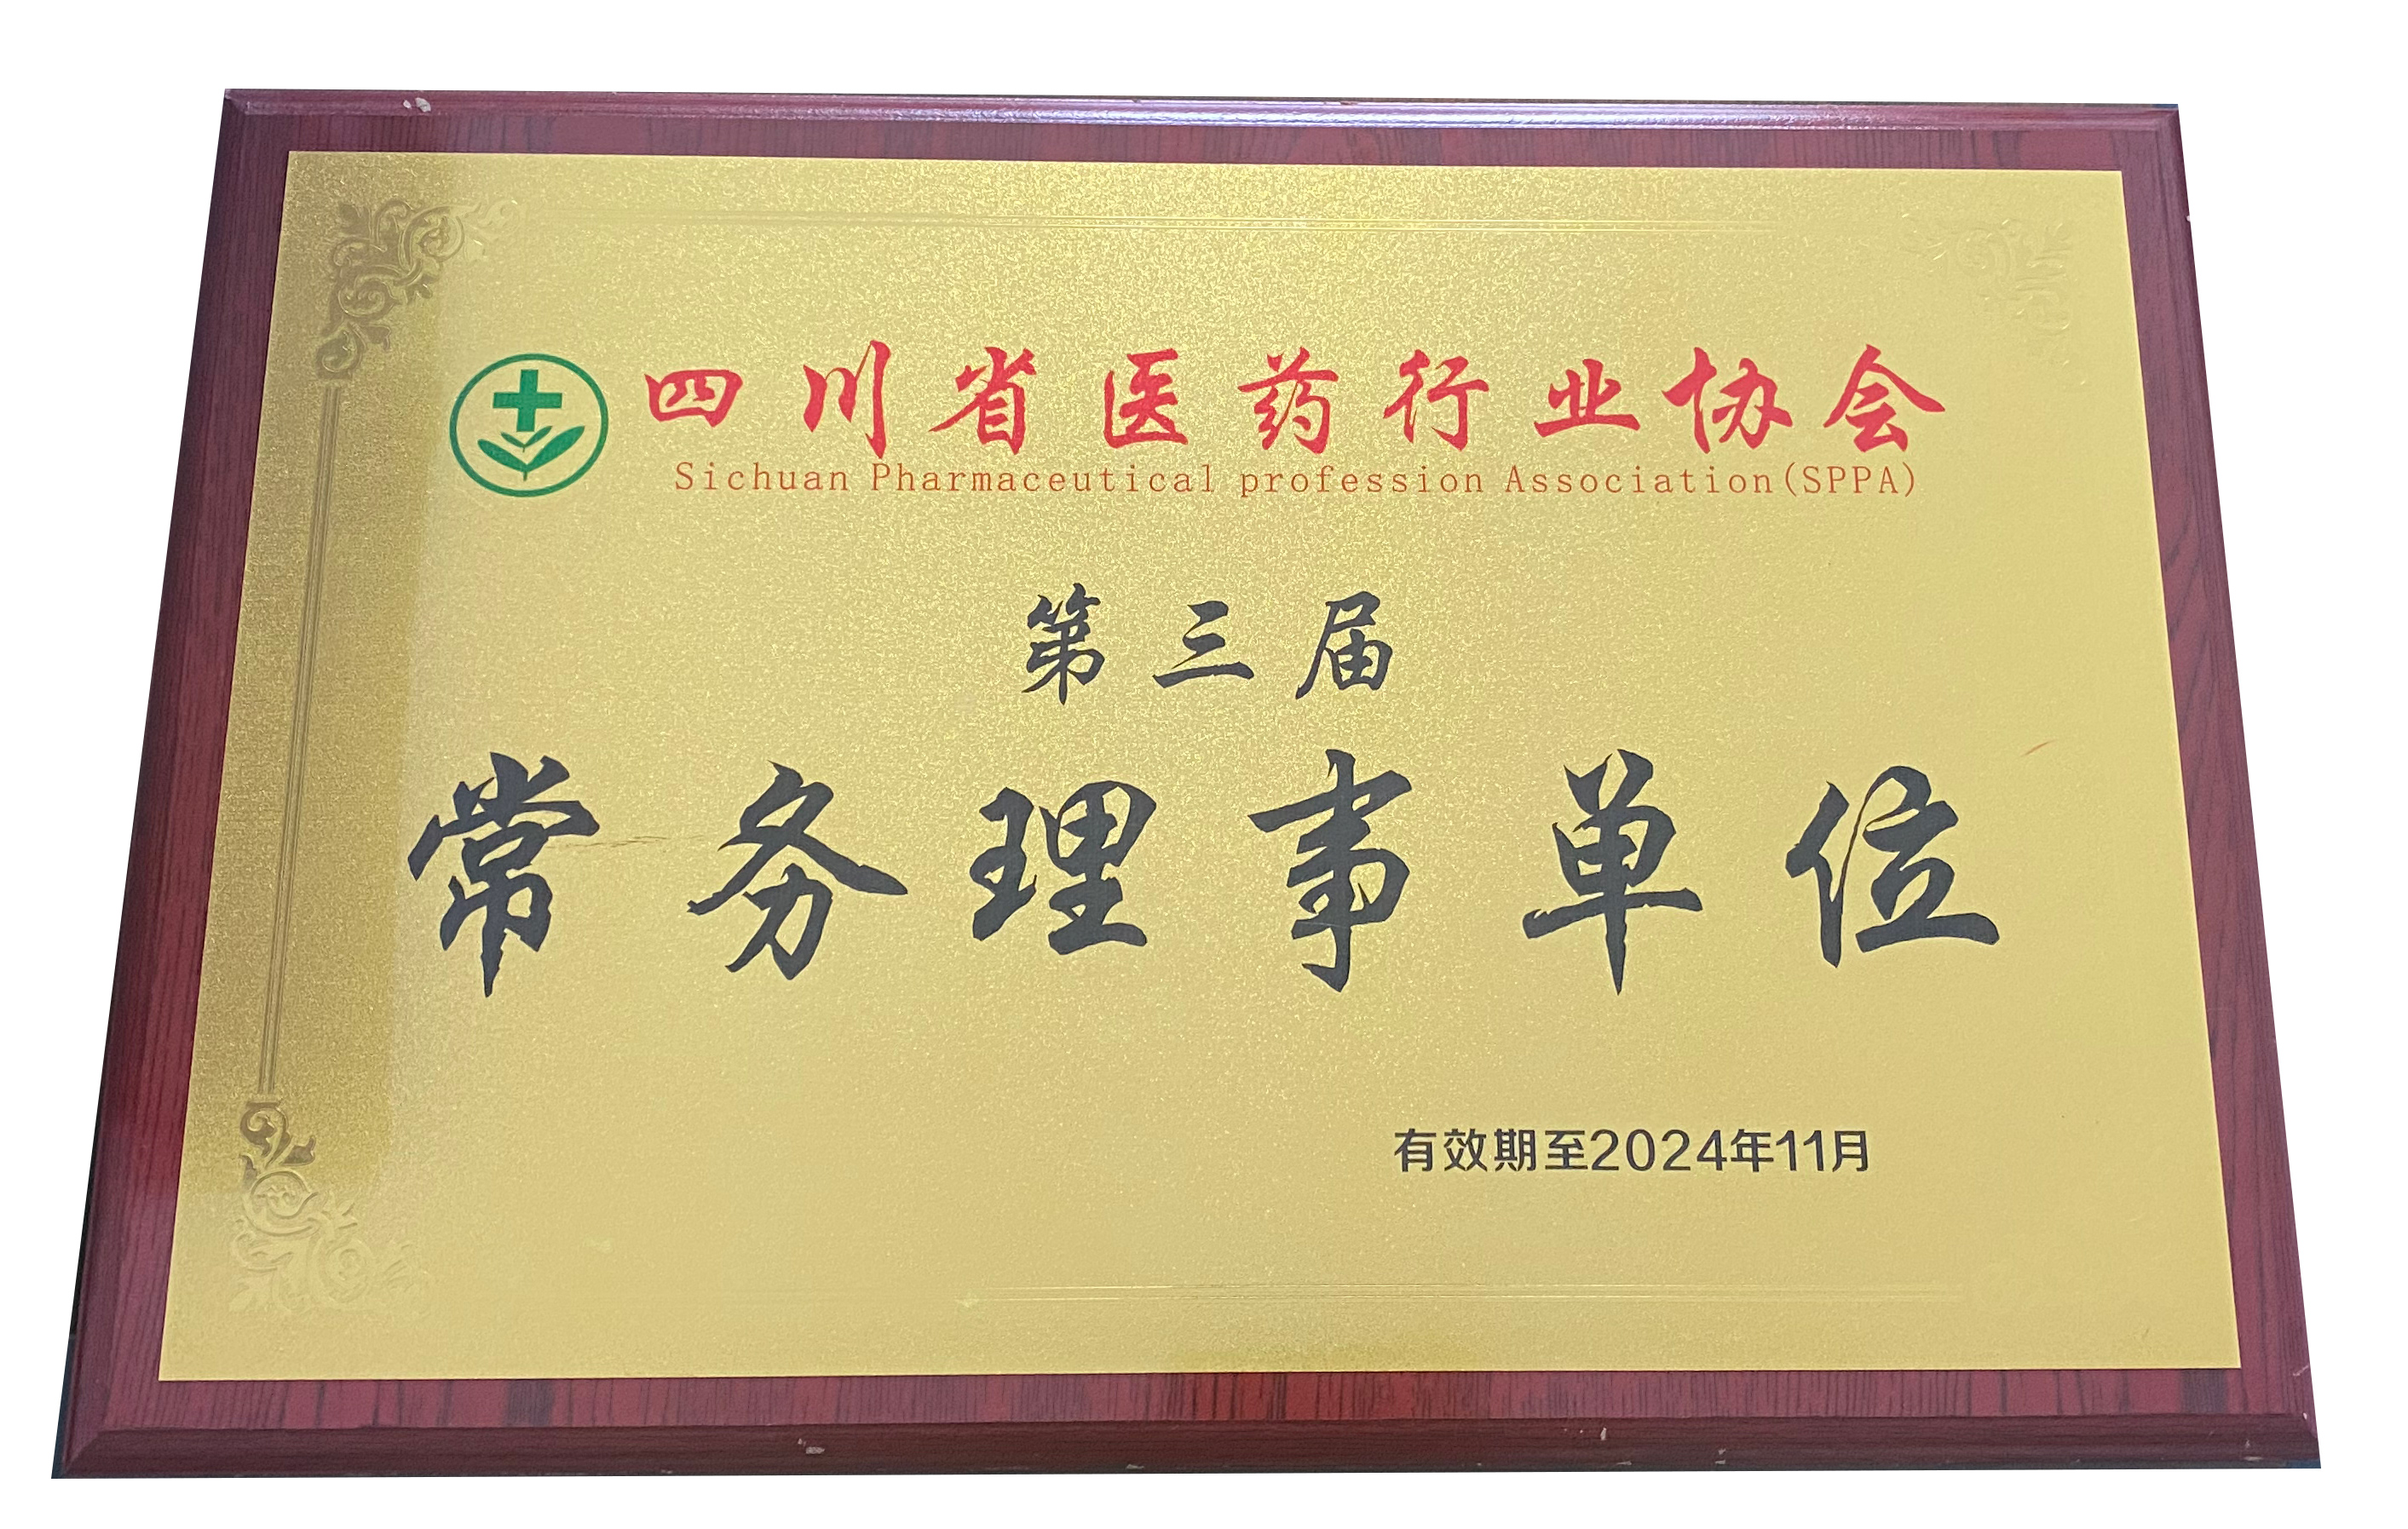 四川省医药行业协会
Sichuan Pharmaceutical profession Association(SPPA)
第三届
常务理事单位
有效期至2024年11月